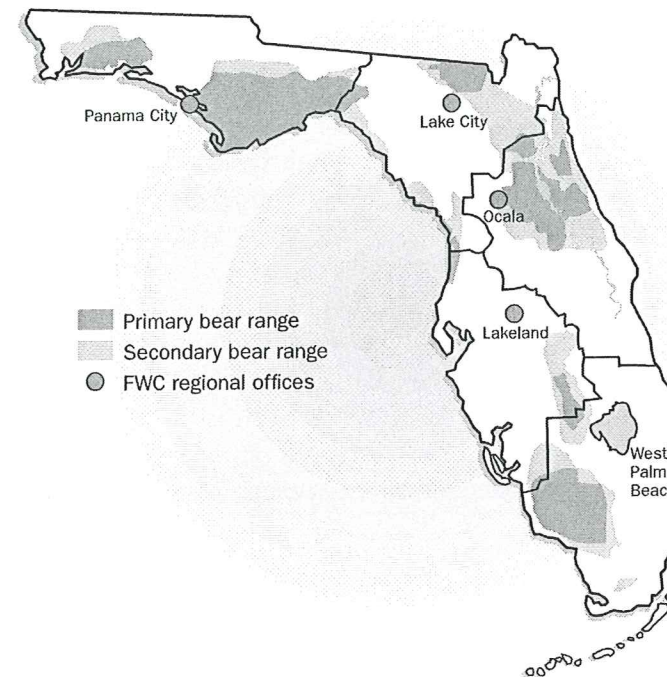 Panama City
Lake City
Ocala
Primary bear range
Secondary bear range
FWC regional offices
Lakeland
West
Palm
Beac